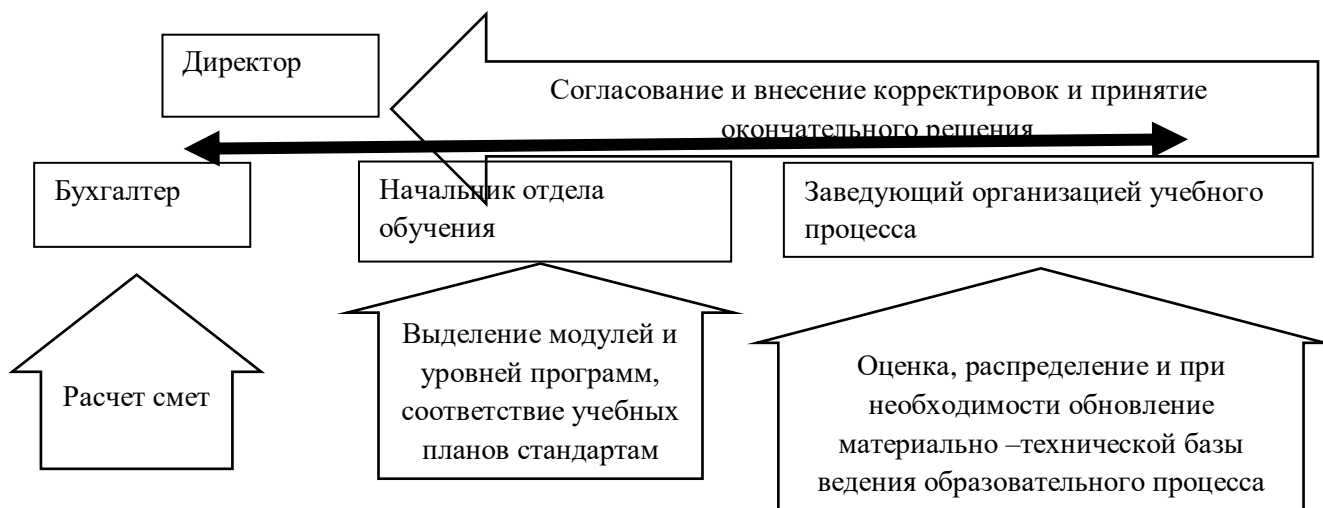 Директор
Согласование и внесение корректировок и принятие
окончательного решения
Бухгалтер
Начальник отдела
обучения
Заведующий организацией учебного
процесса
Расчет смет
Выделение модулей и
уровней программ,
соответствие учебных
планов стандартам
Оценка, распределение и при
необходимости обновление
материально –технической базы
ведения образовательного процесса